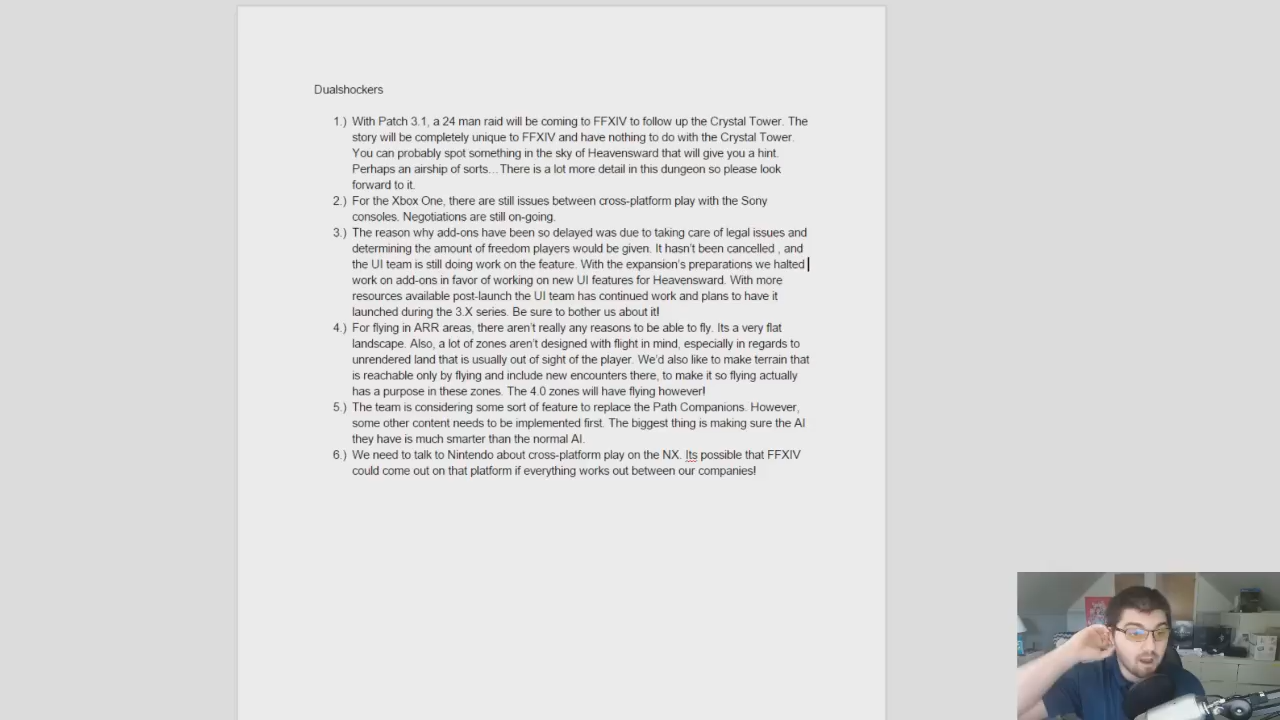 Dualshockers
1.) With Patch 3.1, a 24 man raid will be coming to FFXIV to follow up the Crystal Tower. The
story will be completely unique to FFXIV and have nothing to do with the Crystal Tower.
You can probably spot something in the sky of Heavensward that will give you a hint.
Perhaps an airship of sorts... There is a lot more detail in this dungeon so please look
forward to it.
2.) For the Xbox One, there are still issues between cross-platform play with the Sony
consoles. Negotiations are still on-going.
3.) The reason why add-ons have been so delayed was due to taking care of legal issues and
determining the amount of freedom players would be given. It hasn't been cancelled , and
the UI team is still doing work on the feature. With the expansion's preparations we halted
work on add-ons in favor of working on new UI features for Heavensward. With more
resources available post-launch the UI team has continued work and plans to have it
launched during the 3.X series. Be sure to bother us about it!
4.) For flying in ARR areas, there aren't really any reasons to be able to fly. Its a very flat
landscape. Also, a lot of zones aren't designed with flight in mind, especially in regards to
unrendered land that is usually out of sight of the player. We'd also like to make terrain that
is reachable only by flying and include new encounters there, to make it so flying actually
has a purpose in these zones. The 4.0 zones will have flying however!
5.) The team is considering some sort of feature to replace the Path Companions. However,
some other content needs to be implemented first. The biggest thing is making sure the AI
they have is much smarter than the normal AI.
6.) We need to talk to Nintendo about cross-platform play on the NX. Its possible that FFXIV
could come out on that platform if everything works out between our companies!